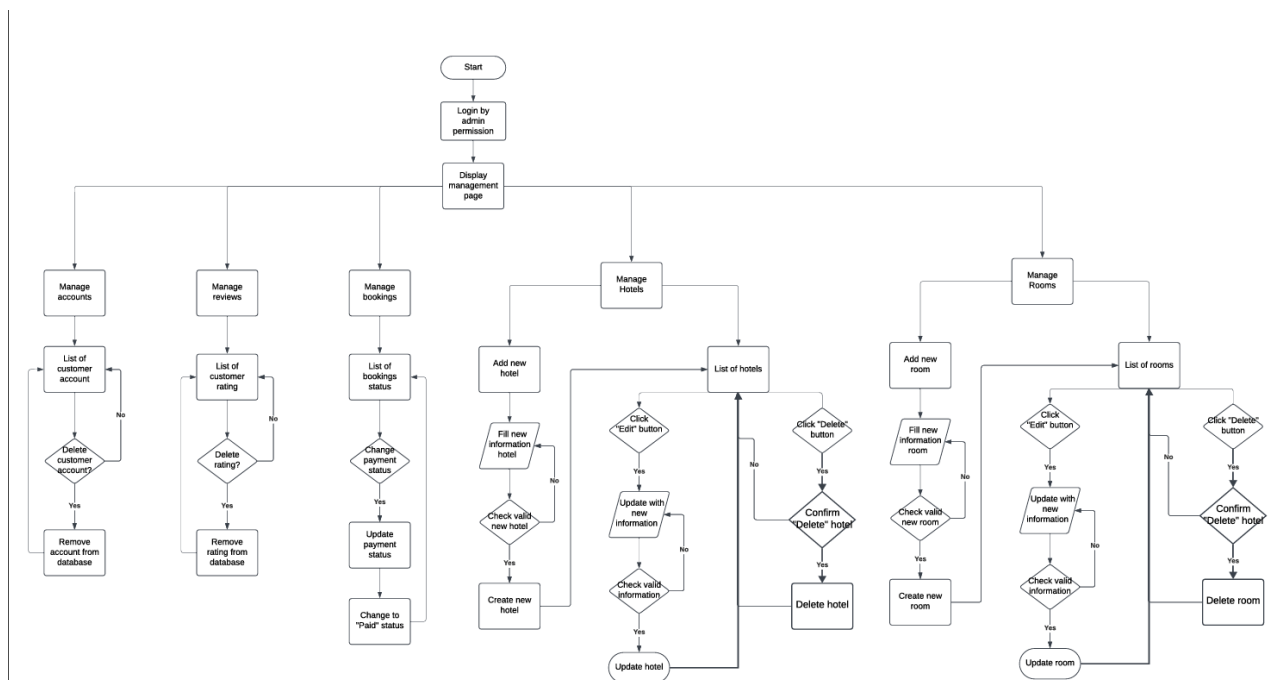 Start
Login by
admin
permission
Display
management
page
Manage
accounts
Manage
reviews
Manage
bookings
Manage
Hotels
Manage
Rooms
List of
customer
account
No
Delete
customer
account?
Yes
Remove
account from
database
List of
customer
rating
No
Delete
rating?
Yes
Remove
rating from
database
List of
bookings
status
Change
payment
status
Yes
Update
payment
status
Change to
"Paid" status
Add new
hotel
Fill new
information
hotel
No
Check valid
new hotel
Yes
Create new
hotel
List of hotels
Click
"Edit" button
Yes
Update with
new
information
No
Check valid
information
Yes
Update hotel
Click "Delete"
button
Yes
No
Confirm
"Delete" hotel
Yes
Delete hotel
Add new
room
Fill new
information
room
No
Check valid
new room
Yes
Create new
room
List of rooms
Click
"Edit" button
Yes
Update with
new
information
No
Check valid
information
Yes
Update room
Click "Delete"
button
Yes
No
Confirm
"Delete" hotel
Yes
Delete room